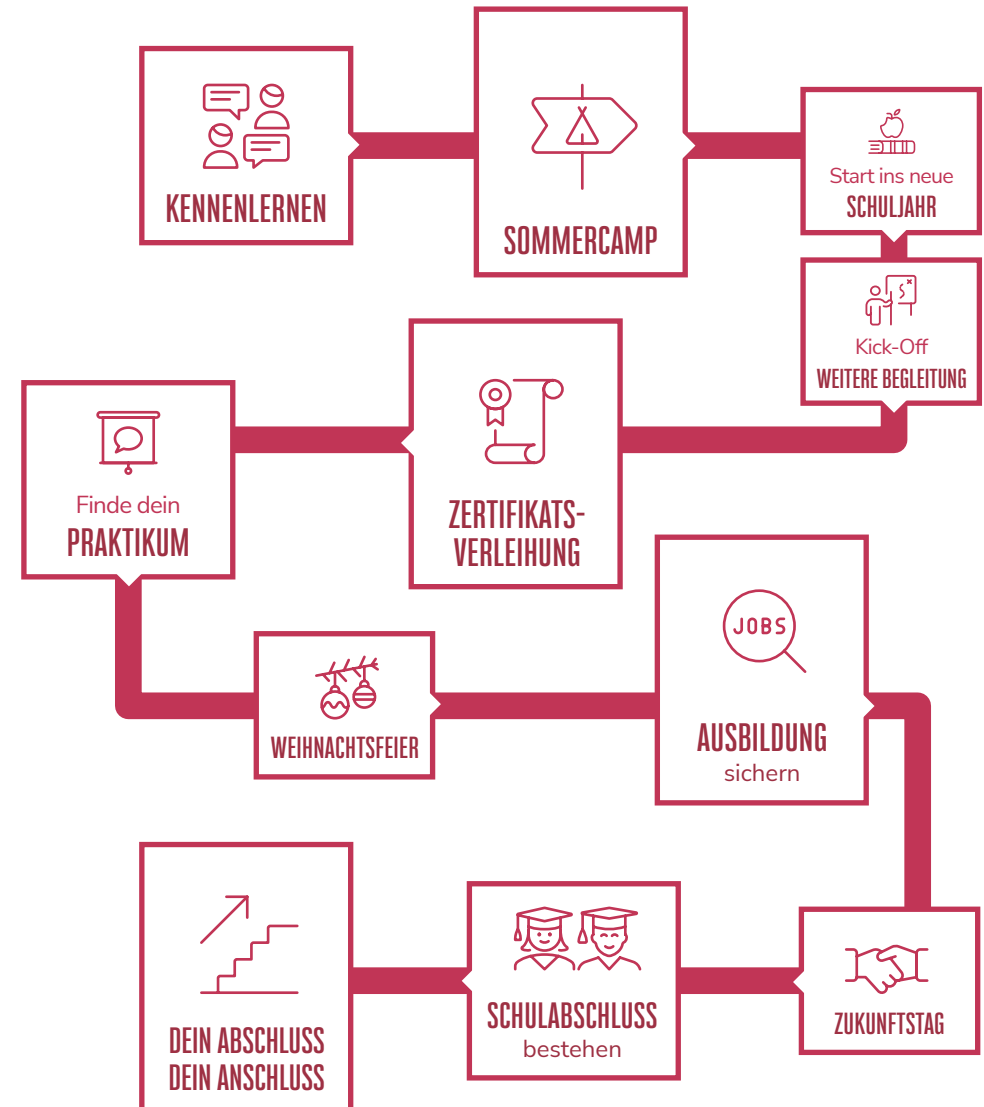 KENNENLERNEN
SOMMERCAMP
Start ins neue
SCHULJAHR
Kick-Off
WEITERE BEGLEITUNG
ZERTIFIKATS-
VERLEIHUNG
Finde dein
PRAKTIKUM
WEIHNACHTSFEIER
JOBS
AUSBILDUNG
sichern
ZUKUNFTSTAG
SCHULABSCHLUSS
bestehen
DEIN ABSCHLUSS
DEIN ANSCHLUSS